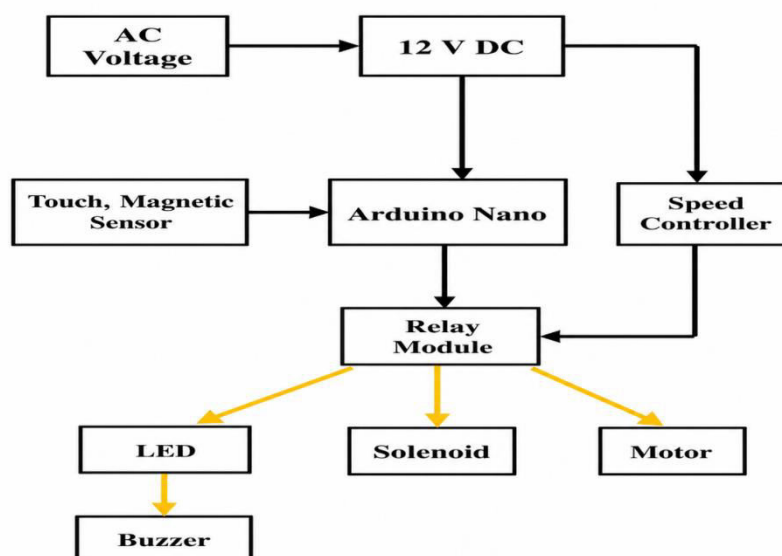 AC
Voltage
12 V DC
Touch, Magnetic
Sensor
Arduino Nano
Speed
Controller
Relay
Module
LED
Solenoid
Motor
Buzzer